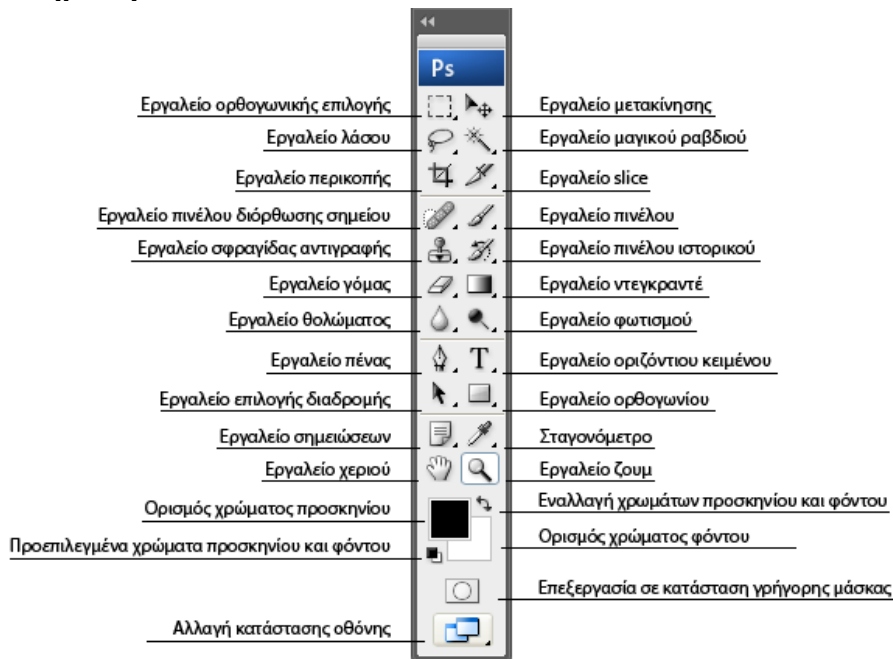 Ps
Εργαλείο ορθογωνικής επιλογής
Εργαλείο μετακίνησης
Εργαλείο λάσου
Εργαλείο μαγικού ραβδιού
Εργαλείο περικοπής
Εργαλείο slice
Εργαλείο πινέλου διόρθωσης σημείου
Εργαλείο πινέλου
Εργαλείο σφραγίδας αντιγραφής
Εργαλείο πινέλου ιστορικού
Εργαλείο γόμας
Εργαλείο ντεγκραντέ
Εργαλείο θολώματος
Εργαλείο φωτισμού
Εργαλείο πένας
T
Εργαλείο οριζόντιου κειμένου
Εργαλείο επιλογής διαδρομής
Εργαλείο ορθογωνίου
Εργαλείο σημειώσεων
Σταγονόμετρο
Εργαλείο χεριού
Εργαλείο ζουμ
Ορισμός χρώματος προσκηνίου
Εναλλαγή χρωμάτων προσκηνίου και φόντου
Προεπιλεγμένα χρώματα προσκηνίου και φόντου
Ορισμός χρώματος φόντου
Επεξεργασία σε κατάσταση γρήγορης μάσκας
Αλλαγή κατάστασης οθόνης